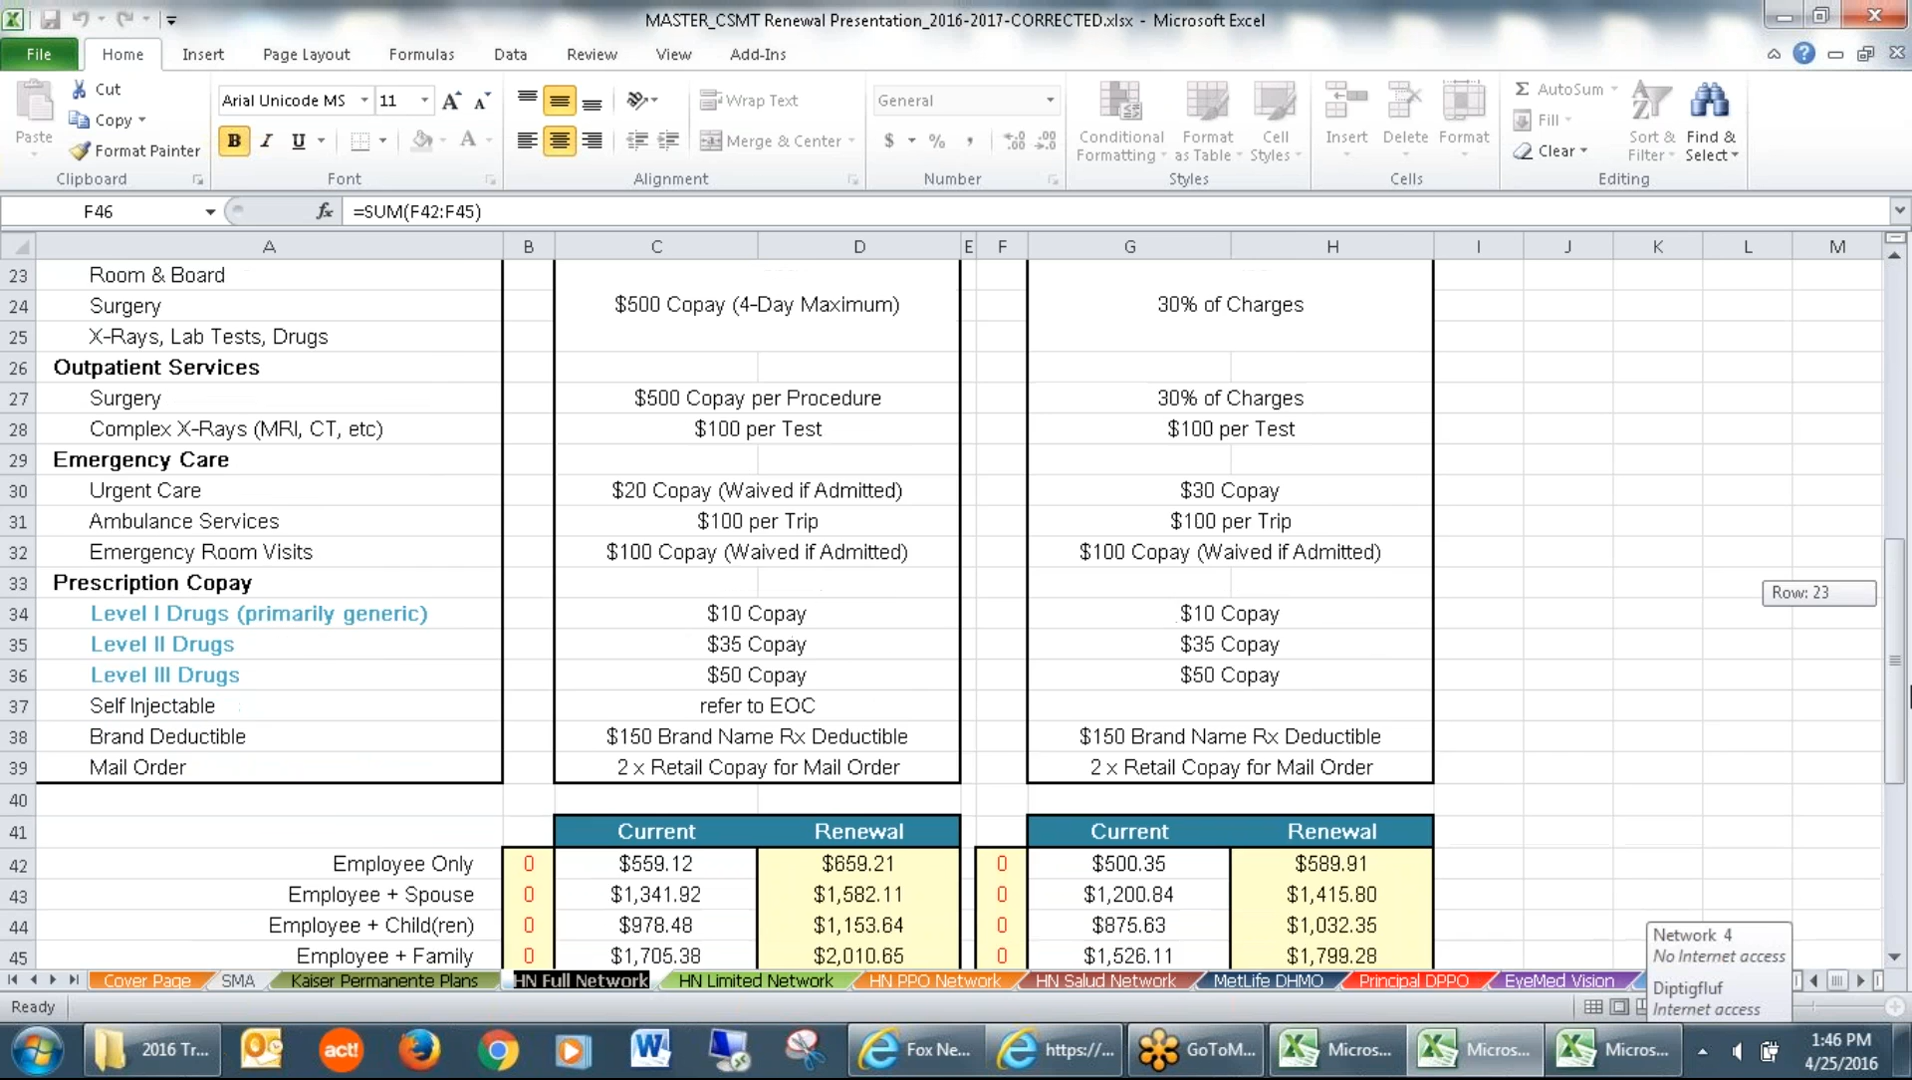 MASTER_CSMT Renewal Presentation_2016-2017-CORRECTED.xlsx - Microsoft Excel
File Home Insert Page Layout Formulas Data Review View Add-Ins
Paste Cut Copy Format Painter Clipboard
Arial Unicode MS 11 Font
Wrap Text Merge & Center Alignment
General $ % , Number
Conditional Formatting Format as Table Cell Styles Styles
Insert Delete Format Cells
AutoSum Fill Clear Sort & Filter Find & Select Editing
F46 fx =SUM(F42:F45)
A B C D E F G H I J K L M
23 Room & Board
24 Surgery $500 Copay (4-Day Maximum) 30% of Charges
25 X-Rays, Lab Tests, Drugs
26 Outpatient Services
27 Surgery $500 Copay per Procedure 30% of Charges
28 Complex X-Rays (MRI, CT, etc) $100 per Test $100 per Test
29 Emergency Care
30 Urgent Care $20 Copay (Waived if Admitted) $30 Copay
31 Ambulance Services $100 per Trip $100 per Trip
32 Emergency Room Visits $100 Copay (Waived if Admitted) $100 Copay (Waived if Admitted)
33 Prescription Copay Row: 23
34 Level I Drugs (primarily generic) $10 Copay $10 Copay
35 Level II Drugs $35 Copay $35 Copay
36 Level III Drugs $50 Copay $50 Copay
37 Self Injectable refer to EOC
38 Brand Deductible $150 Brand Name Rx Deductible $150 Brand Name Rx Deductible
39 Mail Order 2 x Retail Copay for Mail Order 2 x Retail Copay for Mail Order
40
41 Current Renewal Current Renewal
42 Employee Only 0 $559.12 $659.21 0 $500.35 $589.91
43 Employee + Spouse 0 $1,341.92 $1,582.11 0 $1,200.84 $1,415.80
44 Employee + Child(ren) 0 $978.48 $1,153.64 0 $875.63 $1,032.35
45 Employee + Family 0 $1,705.38 $2,010.65 0 $1,526.11 $1,799.28
Network 4
No Internet access
Diptigfluf
Internet access
Cover Page SMA Kaiser Permanente Plans HN Full Network HN Limited Network HN PPO Network HN Salud Network MetLife DHMO Principal DPPO EyeMed Vision
Ready
2016 Tr... act! Fox Ne... https://... GoToM... Micros... Micros... Micros... 1:46 PM
4/25/2016